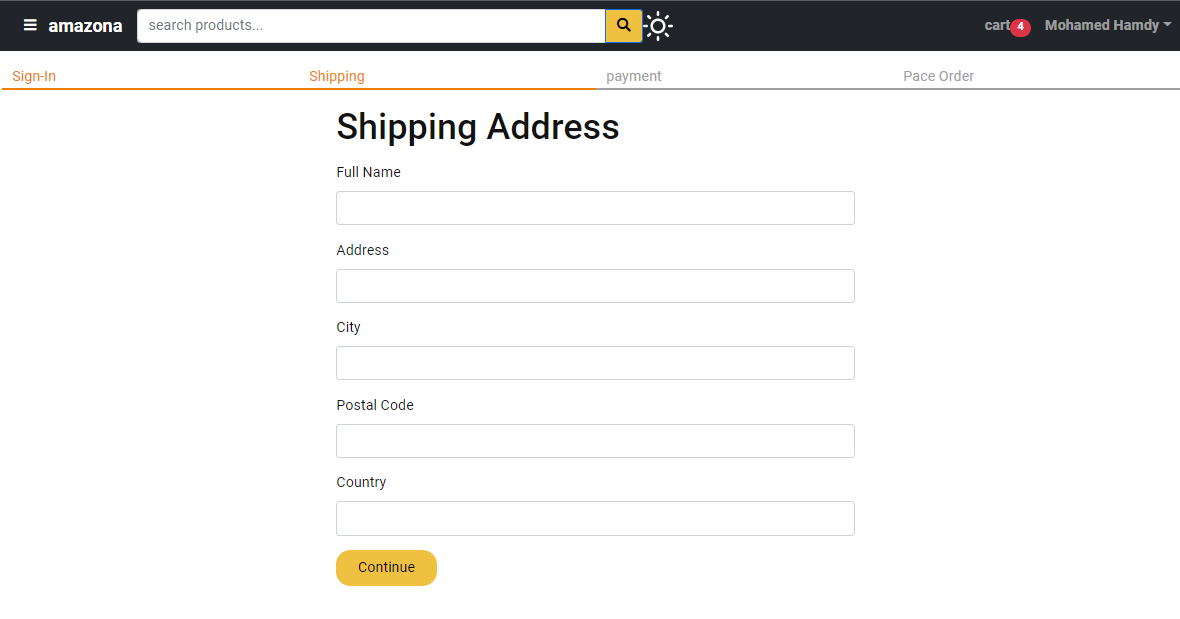 amazona search products... cart 4 Mohamed Hamdy
Sign-In Shipping payment Pace Order
Shipping Address
Full Name
Address
City
Postal Code
Country
Continue